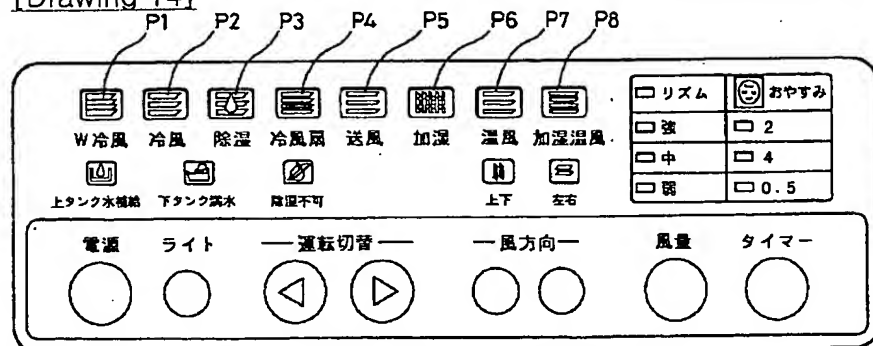 [Drawing 14]
P1 P2 P3 P4 P5 P6 P7 P8
W冷風 冷風 除湿 冷風扇 送風 加湿 温風 加湿温風
リズム おやすみ
強 2
中 4
弱 0.5
上タンク水補給 下タンク満水 除湿不可 上下 左右
電源 ライト 運転切替 風方向 風量 タイマー